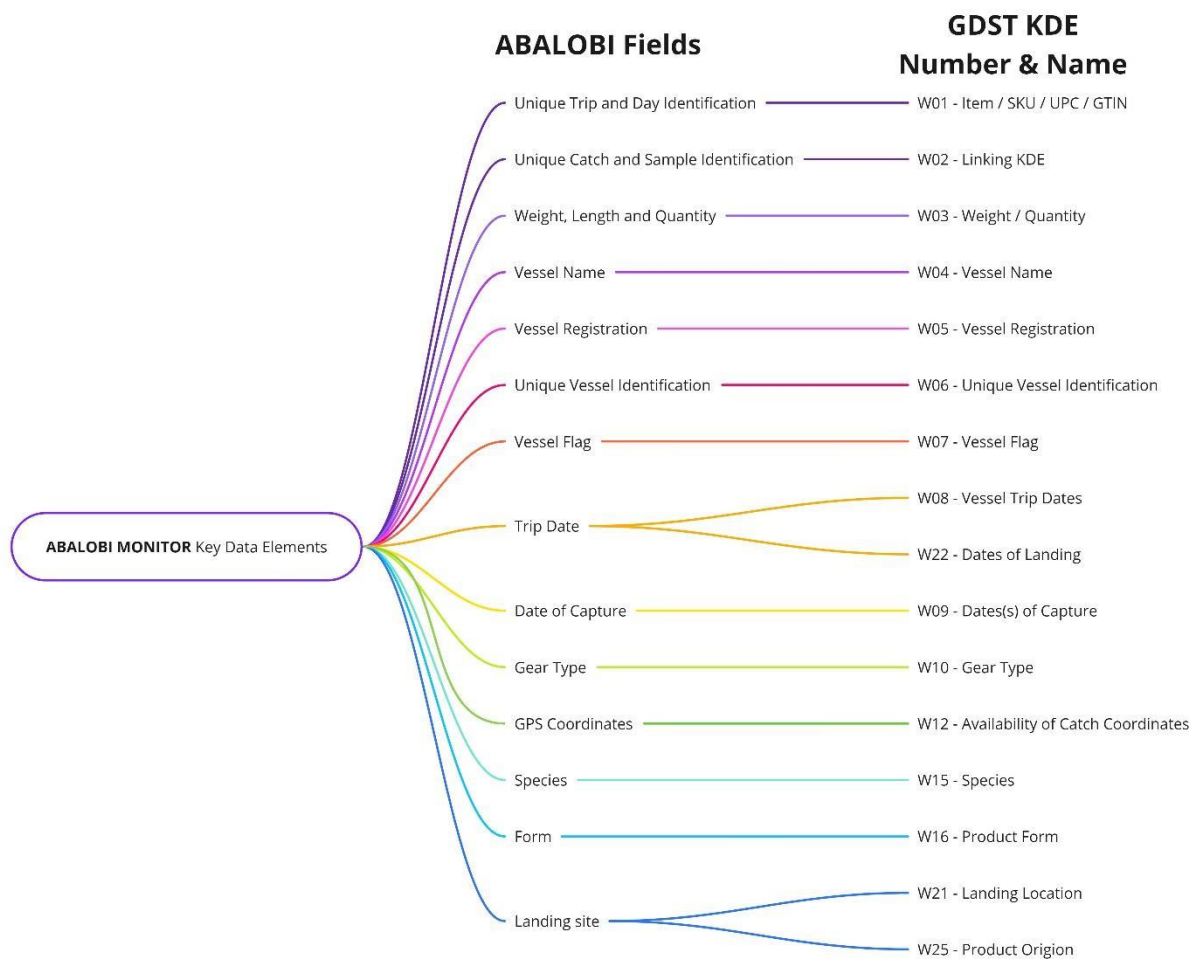 ABALOBI Fields
GDST KDE
Number & Name
Unique Trip and Day Identification
W01 - Item / SKU / UPC / GTIN
Unique Catch and Sample Identification
W02 - Linking KDE
Weight, Length and Quantity
W03 - Weight / Quantity
Vessel Name
W04 - Vessel Name
Vessel Registration
W05 - Vessel Registration
Unique Vessel Identification
W06 - Unique Vessel Identification
Vessel Flag
W07 - Vessel Flag
Trip Date
W08 - Vessel Trip Dates
W22 - Dates of Landing
ABALOBI MONITOR Key Data Elements
Date of Capture
W09 - Dates(s) of Capture
Gear Type
W10 - Gear Type
GPS Coordinates
W12 - Availability of Catch Coordinates
Species
W15 - Species
Form
W16 - Product Form
Landing site
W21 - Landing Location
W25 - Product Origion